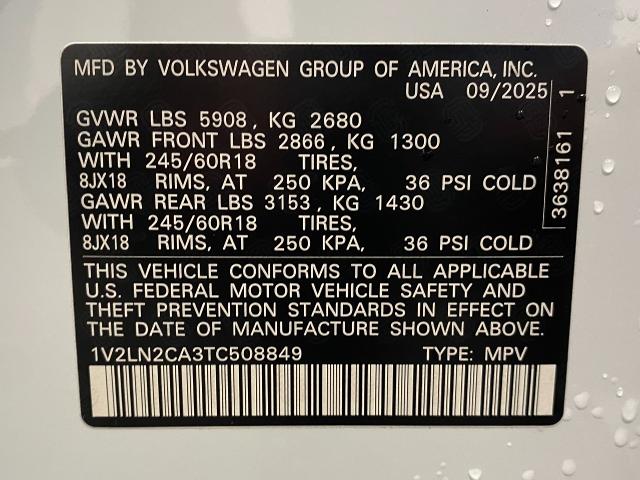 MFD BY VOLKSWAGEN GROUP OF AMERICA, INC.
USA 09/2025
GVWR LBS 5908, KG 2680
GAWR FRONT LBS 2866, KG 1300
WITH 245/60R18 TIRES,
8JX18 RIMS, AT 250 KPA, 36 PSI COLD
GAWR REAR LBS 3153, KG 1430
WITH 245/60R18 TIRES,
8JX18 RIMS, AT 250 KPA, 36 PSI COLD
THIS VEHICLE CONFORMS TO ALL APPLICABLE
U.S. FEDERAL MOTOR VEHICLE SAFETY AND
THEFT PREVENTION STANDARDS IN EFFECT ON
THE DATE OF MANUFACTURE SHOWN ABOVE.
1V2LN2CA3TC508849 TYPE: MPV
3638161 1